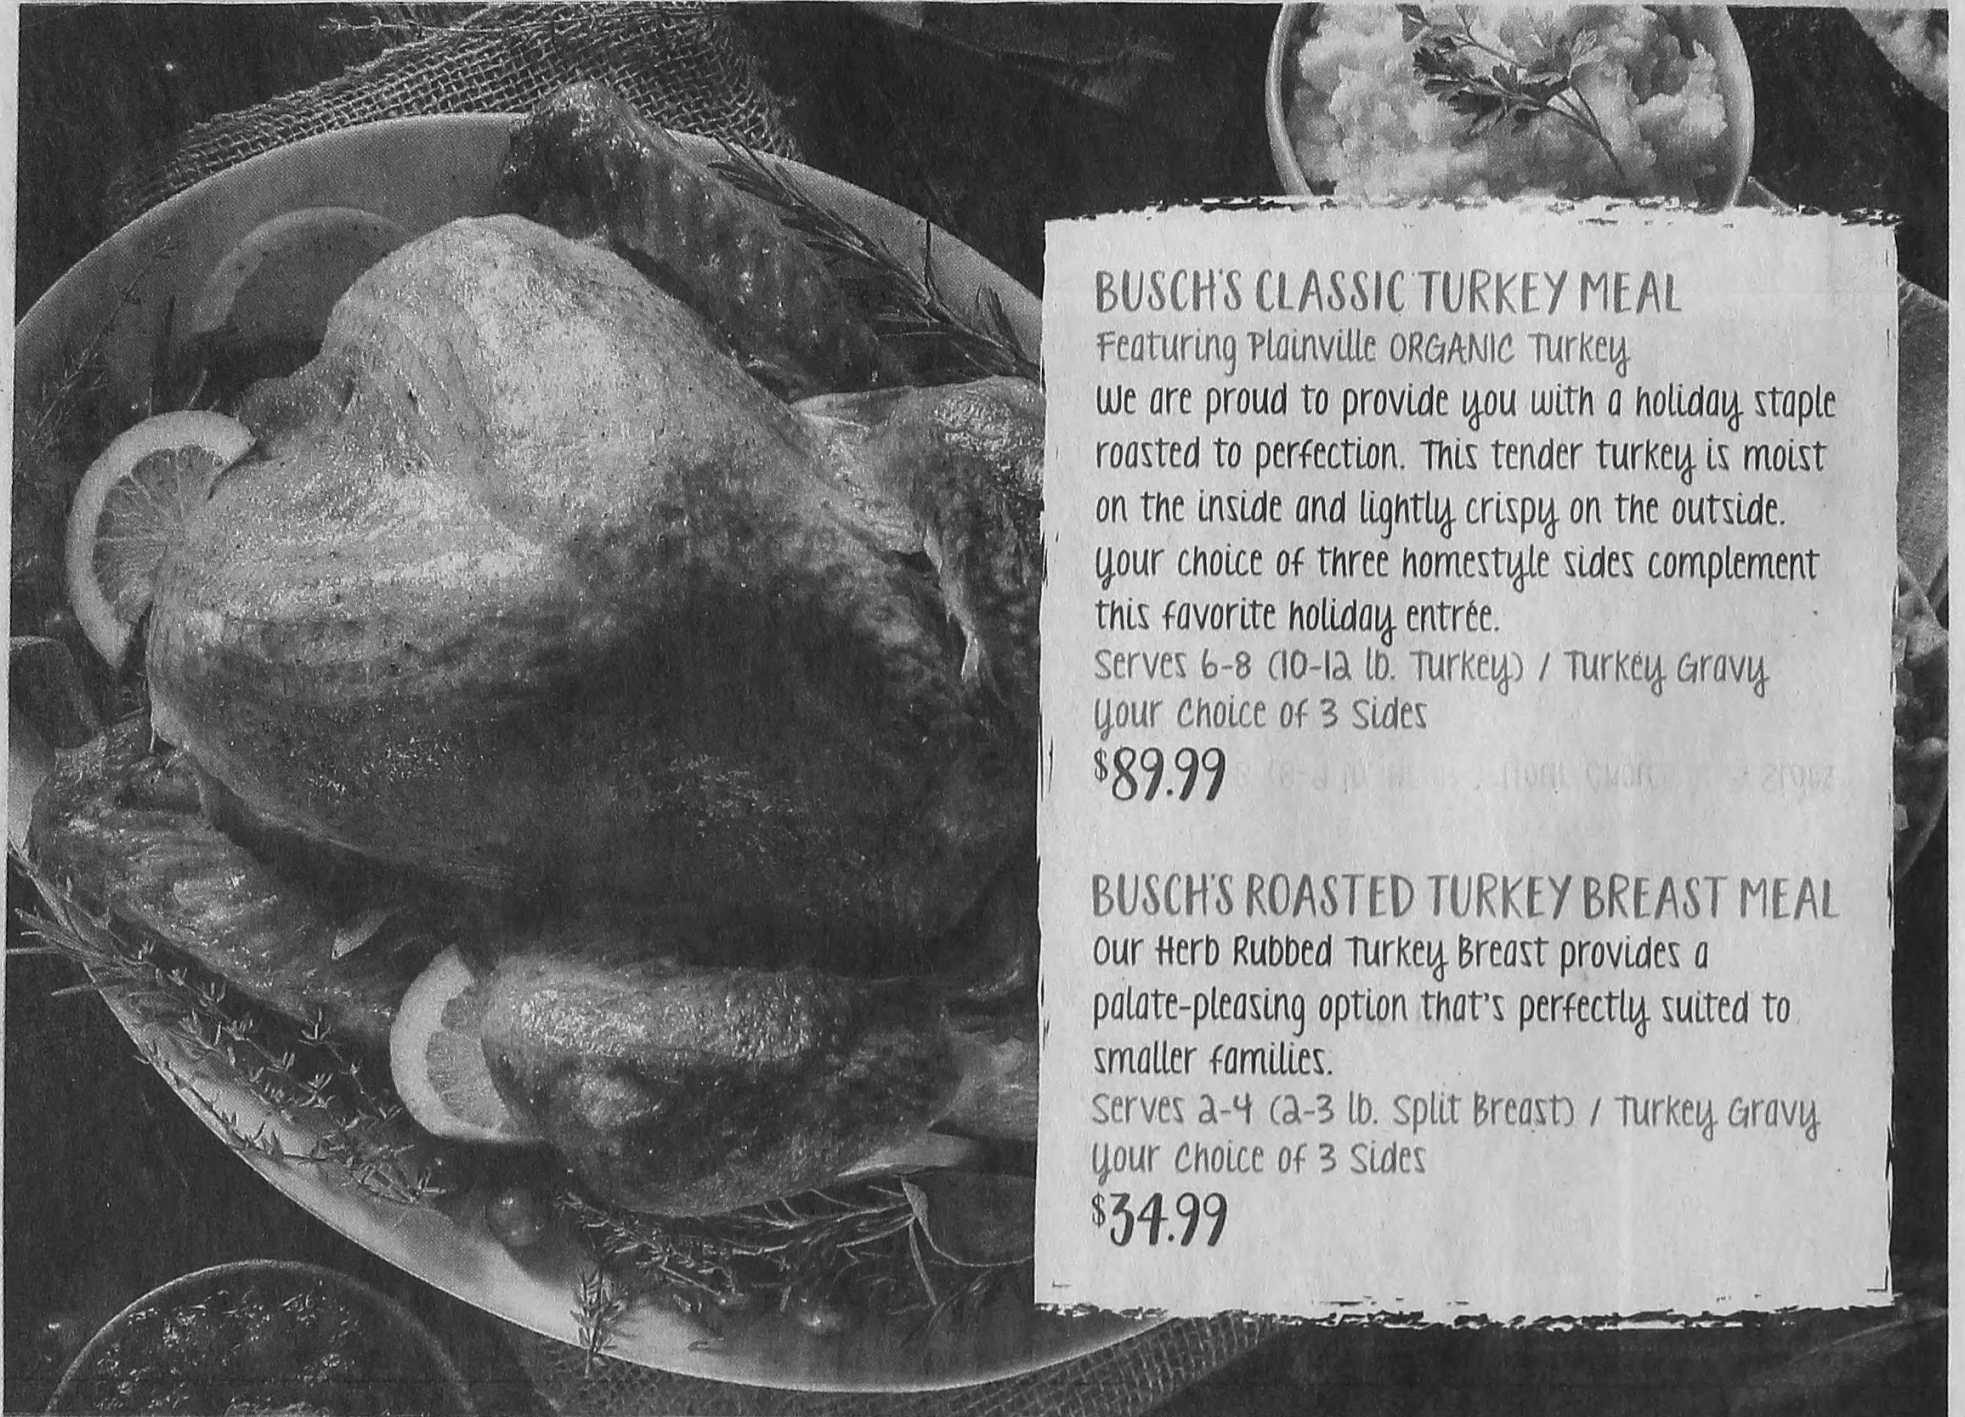 BUSCH'S CLASSIC TURKEY MEAL
Featuring Plainville ORGANIC Turkey
We are proud to provide you with a holiday staple
roasted to perfection. This tender turkey is moist
on the inside and lightly crispy on the outside.
Your choice of three homestyle sides complement
this favorite holiday entrée.
Serves 6-8 (10-12 lb. Turkey) / Turkey Gravy
Your Choice of 3 Sides
$89.99
BUSCH'S ROASTED TURKEY BREAST MEAL
Our Herb Rubbed Turkey Breast provides a
palate-pleasing option that's perfectly suited to
smaller families.
Serves 2-4 (2-3 lb. Split Breast) / Turkey Gravy
Your Choice of 3 Sides
$34.99